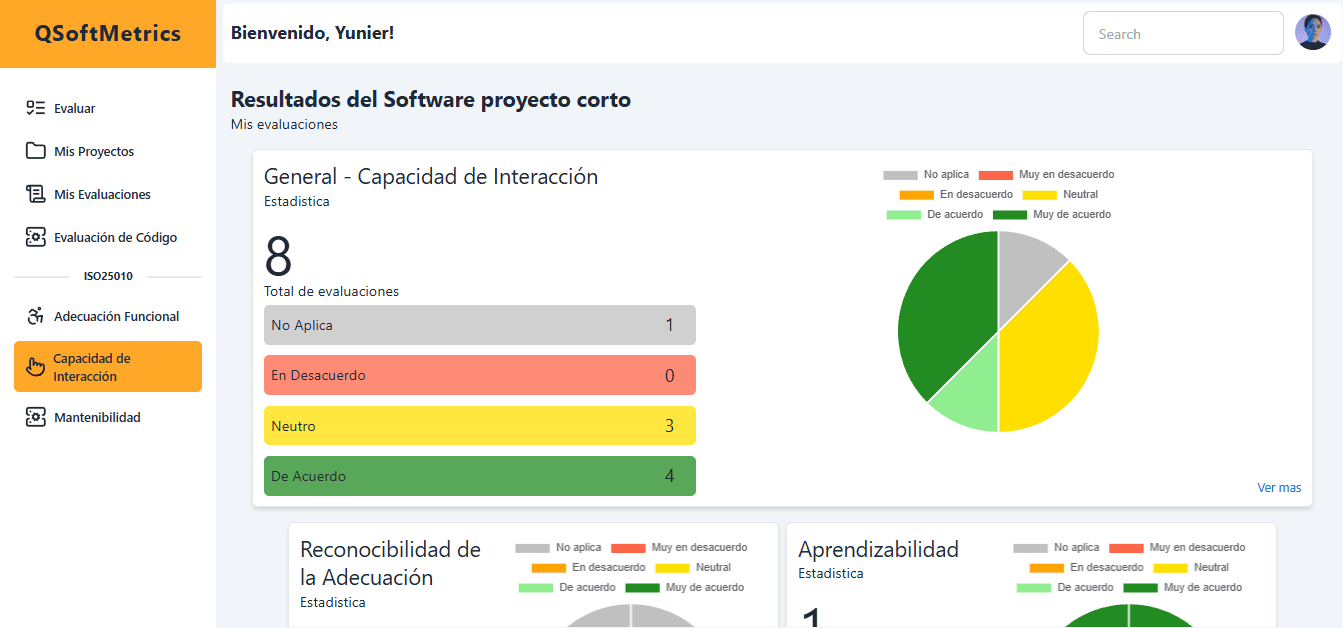 QSoftMetrics
Bienvenido, Yunier!
Search
Evaluar
Mis Proyectos
Mis Evaluaciones
Evaluación de Código
ISO25010
Adecuación Funcional
Capacidad de
Interacción
Mantenibilidad
Resultados del Software proyecto corto
Mis evaluaciones
General - Capacidad de Interacción
Estadistica
8
Total de evaluaciones
No Aplica 1
En Desacuerdo 0
Neutro 3
De Acuerdo 4
No aplica Muy en desacuerdo
En desacuerdo Neutral
De acuerdo Muy de acuerdo
Ver mas
Reconocibilidad de
la Adecuación
Estadistica
No aplica Muy en desacuerdo
En desacuerdo Neutral
De acuerdo Muy de acuerdo
Aprendizabilidad
Estadistica
1
No aplica Muy en desacuerdo
En desacuerdo Neutral
De acuerdo Muy de acuerdo